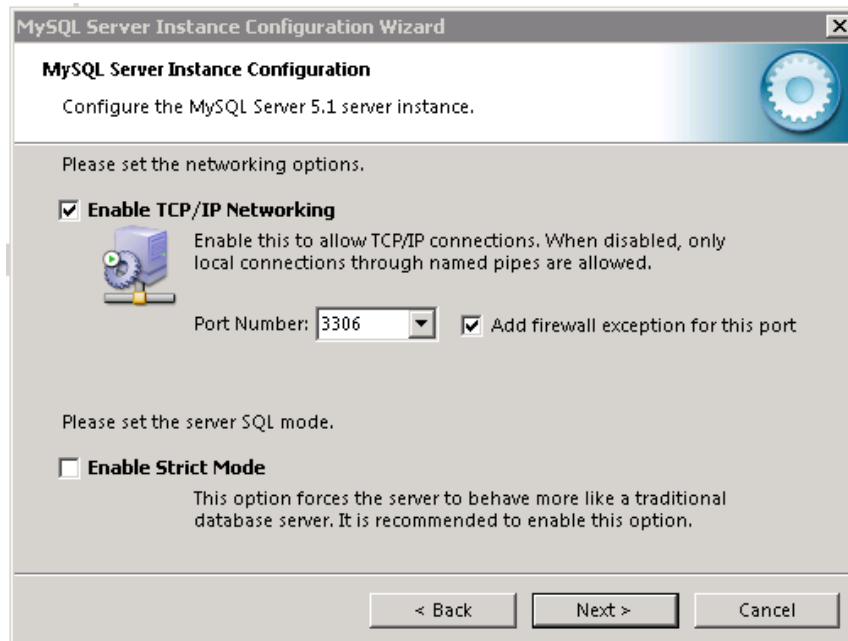 MySQL Server Instance Configuration Wizard
MySQL Server Instance Configuration
Configure the MySQL Server 5.1 server instance.
Please set the networking options.
Enable TCP/IP Networking
Enable this to allow TCP/IP connections. When disabled, only
local connections through named pipes are allowed.
Port Number: 3306 Add firewall exception for this port
Please set the server SQL mode.
Enable Strict Mode
This option forces the server to behave more like a traditional
database server. It is recommended to enable this option.
< Back Next > Cancel